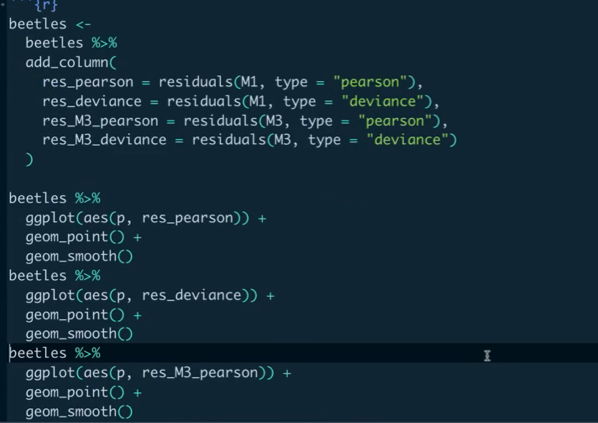 ```{r}
beetles <-
  beetles %>%
  add_column(
    res_pearson = residuals(M1, type = "pearson"),
    res_deviance = residuals(M1, type = "deviance"),
    res_M3_pearson = residuals(M3, type = "pearson"),
    res_M3_deviance = residuals(M3, type = "deviance")
  )

beetles %>%
  ggplot(aes(p, res_pearson)) +
  geom_point() +
  geom_smooth()
beetles %>%
  ggplot(aes(p, res_deviance)) +
  geom_point() +
  geom_smooth()
beetles %>%
  ggplot(aes(p, res_M3_pearson)) +
  geom_point() +
  geom_smooth()